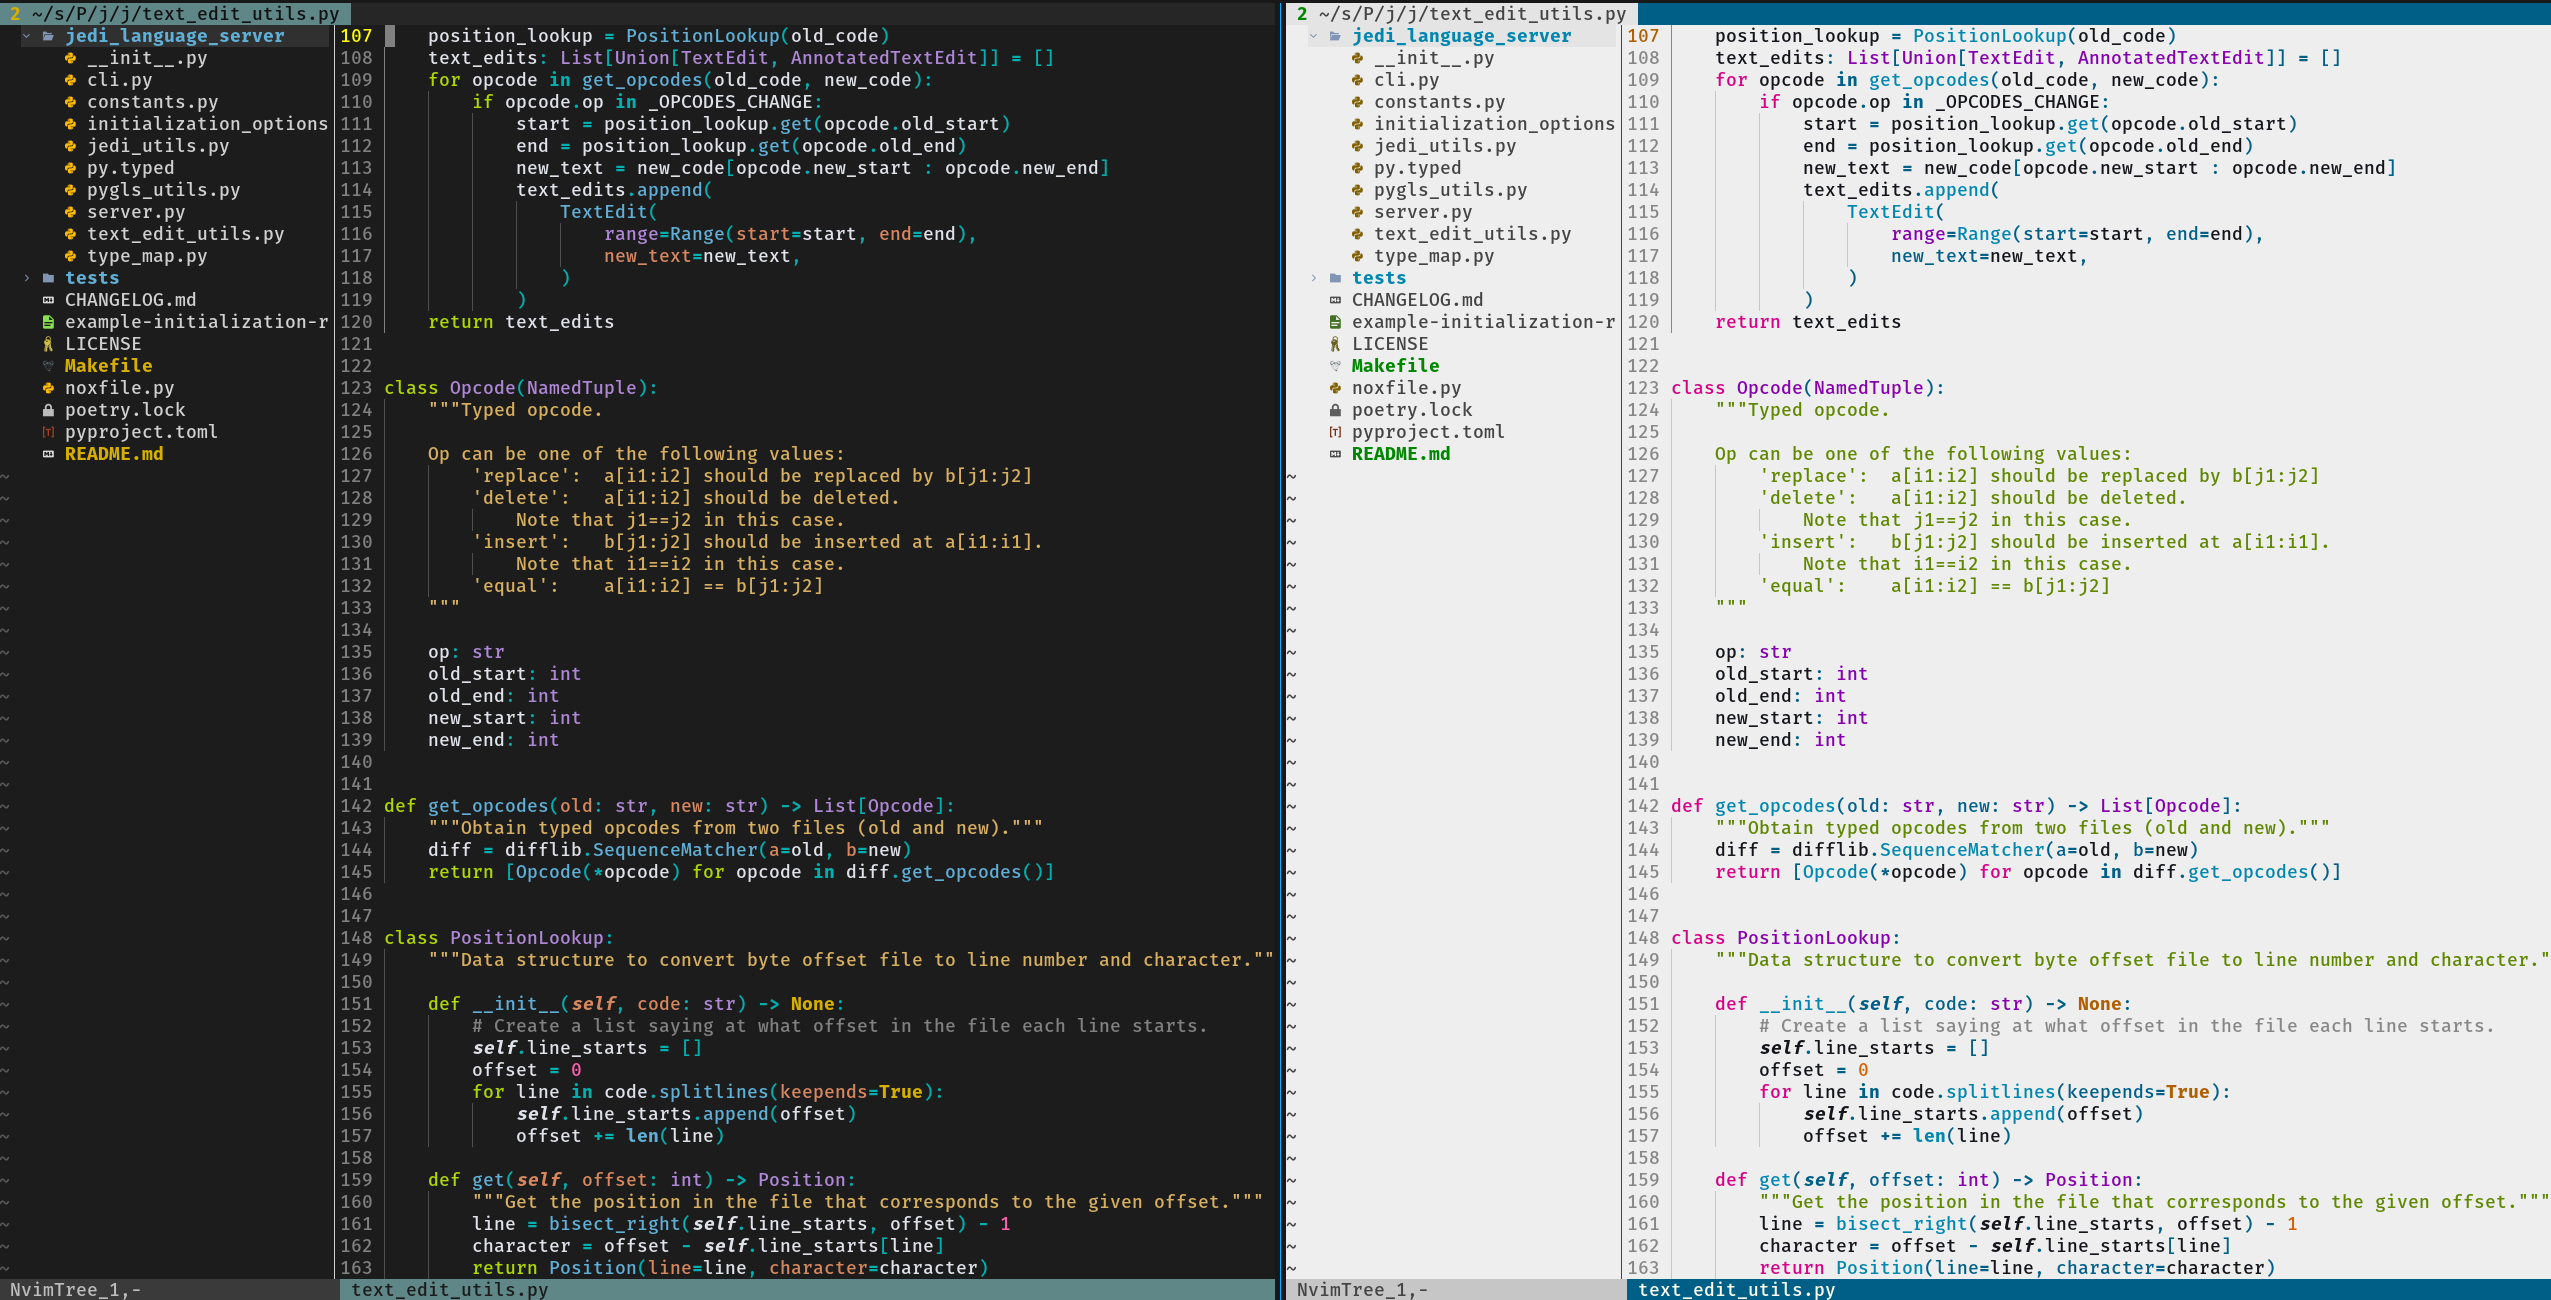 2 ~/s/P/j/j/text_edit_utils.py
jedi_language_server
__init__.py
cli.py
constants.py
initialization_options
jedi_utils.py
py.typed
pygls_utils.py
server.py
text_edit_utils.py
type_map.py
tests
CHANGELOG.md
example-initialization-r
LICENSE
Makefile
noxfile.py
poetry.lock
pyproject.toml
README.md
NvimTree_1,-
107     position_lookup = PositionLookup(old_code)
108     text_edits: List[Union[TextEdit, AnnotatedTextEdit]] = []
109     for opcode in get_opcodes(old_code, new_code):
110         if opcode.op in _OPCODES_CHANGE:
111             start = position_lookup.get(opcode.old_start)
112             end = position_lookup.get(opcode.old_end)
113             new_text = new_code[opcode.new_start : opcode.new_end]
114             text_edits.append(
115                 TextEdit(
116                     range=Range(start=start, end=end),
117                     new_text=new_text,
118                 )
119             )
120     return text_edits
121
122
123 class Opcode(NamedTuple):
124     """Typed opcode.
125
126     Op can be one of the following values:
127         'replace':  a[i1:i2] should be replaced by b[j1:j2]
128         'delete':   a[i1:i2] should be deleted.
129             Note that j1==j2 in this case.
130         'insert':   b[j1:j2] should be inserted at a[i1:i1].
131             Note that i1==i2 in this case.
132         'equal':    a[i1:i2] == b[j1:j2]
133     """
134
135     op: str
136     old_start: int
137     old_end: int
138     new_start: int
139     new_end: int
140
141
142 def get_opcodes(old: str, new: str) -> List[Opcode]:
143     """Obtain typed opcodes from two files (old and new)."""
144     diff = difflib.SequenceMatcher(a=old, b=new)
145     return [Opcode(*opcode) for opcode in diff.get_opcodes()]
146
147
148 class PositionLookup:
149     """Data structure to convert byte offset file to line number and character.""
150
151     def __init__(self, code: str) -> None:
152         # Create a list saying at what offset in the file each line starts.
153         self.line_starts = []
154         offset = 0
155         for line in code.splitlines(keepends=True):
156             self.line_starts.append(offset)
157             offset += len(line)
158
159     def get(self, offset: int) -> Position:
160         """Get the position in the file that corresponds to the given offset."""
161         line = bisect_right(self.line_starts, offset) - 1
162         character = offset - self.line_starts[line]
163         return Position(line=line, character=character)
text_edit_utils.py
2 ~/s/P/j/j/text_edit_utils.py
jedi_language_server
__init__.py
cli.py
constants.py
initialization_options
jedi_utils.py
py.typed
pygls_utils.py
server.py
text_edit_utils.py
type_map.py
tests
CHANGELOG.md
example-initialization-r
LICENSE
Makefile
noxfile.py
poetry.lock
pyproject.toml
README.md
NvimTree_1,-
107     position_lookup = PositionLookup(old_code)
108     text_edits: List[Union[TextEdit, AnnotatedTextEdit]] = []
109     for opcode in get_opcodes(old_code, new_code):
110         if opcode.op in _OPCODES_CHANGE:
111             start = position_lookup.get(opcode.old_start)
112             end = position_lookup.get(opcode.old_end)
113             new_text = new_code[opcode.new_start : opcode.new_end]
114             text_edits.append(
115                 TextEdit(
116                     range=Range(start=start, end=end),
117                     new_text=new_text,
118                 )
119             )
120     return text_edits
121
122
123 class Opcode(NamedTuple):
124     """Typed opcode.
125
126     Op can be one of the following values:
127         'replace':  a[i1:i2] should be replaced by b[j1:j2]
128         'delete':   a[i1:i2] should be deleted.
129             Note that j1==j2 in this case.
130         'insert':   b[j1:j2] should be inserted at a[i1:i1].
131             Note that i1==i2 in this case.
132         'equal':    a[i1:i2] == b[j1:j2]
133     """
134
135     op: str
136     old_start: int
137     old_end: int
138     new_start: int
139     new_end: int
140
141
142 def get_opcodes(old: str, new: str) -> List[Opcode]:
143     """Obtain typed opcodes from two files (old and new)."""
144     diff = difflib.SequenceMatcher(a=old, b=new)
145     return [Opcode(*opcode) for opcode in diff.get_opcodes()]
146
147
148 class PositionLookup:
149     """Data structure to convert byte offset file to line number and character."
150
151     def __init__(self, code: str) -> None:
152         # Create a list saying at what offset in the file each line starts.
153         self.line_starts = []
154         offset = 0
155         for line in code.splitlines(keepends=True):
156             self.line_starts.append(offset)
157             offset += len(line)
158
159     def get(self, offset: int) -> Position:
160         """Get the position in the file that corresponds to the given offset."""
161         line = bisect_right(self.line_starts, offset) - 1
162         character = offset - self.line_starts[line]
163         return Position(line=line, character=character)
text_edit_utils.py